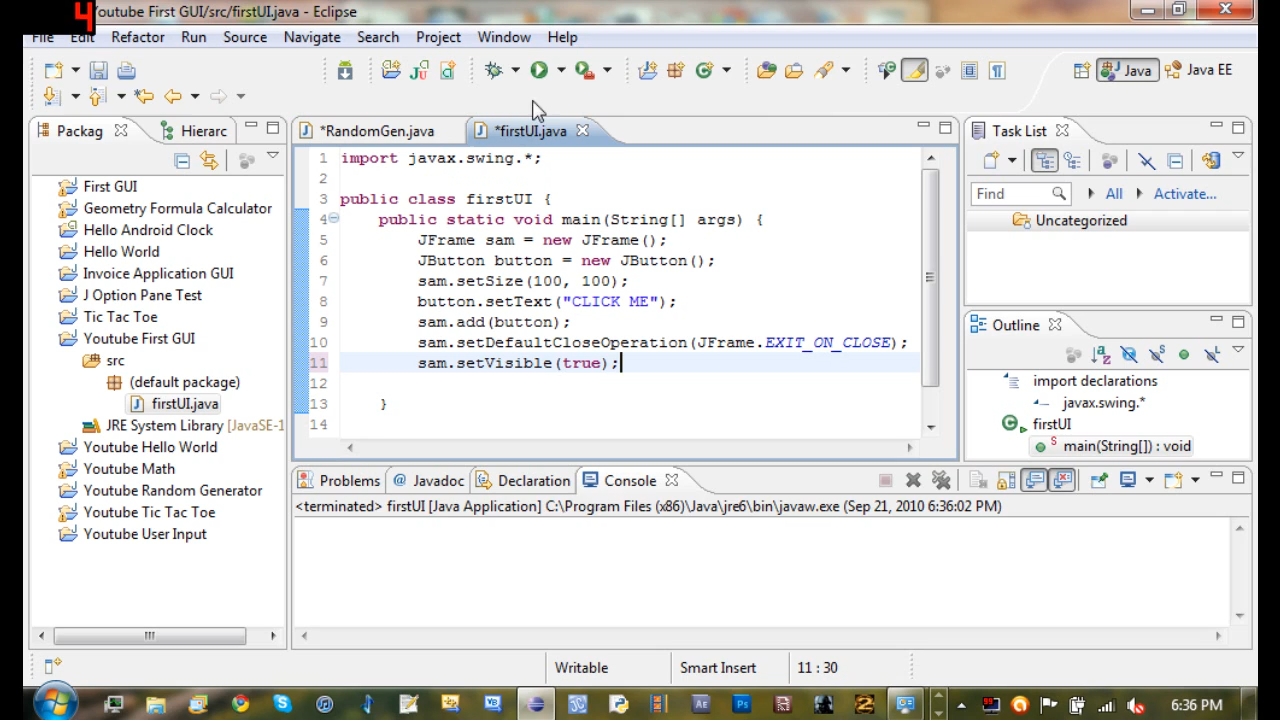 4
Youtube First GUI/src/firstUI.java - Eclipse
File Edit Refactor Run Source Navigate Search Project Window Help
Java
Java EE
Packag
Hierarc
First GUI
Geometry Formula Calculator
Hello Android Clock
Hello World
Invoice Application GUI
J Option Pane Test
Tic Tac Toe
Youtube First GUI
src
(default package)
firstUI.java
JRE System Library [JavaSE-1
Youtube Hello World
Youtube Math
Youtube Random Generator
Youtube Tic Tac Toe
Youtube User Input
*RandomGen.java
*firstUI.java
1 import javax.swing.*;
2
3 public class firstUI {
4 public static void main(String[] args) {
5 JFrame sam = new JFrame();
6 JButton button = new JButton();
7 sam.setSize(100, 100);
8 button.setText("CLICK ME");
9 sam.add(button);
10 sam.setDefaultCloseOperation(JFrame.EXIT_ON_CLOSE);
11 sam.setVisible(true);
12
13 }
14
Task List
Find
All
Activate...
Uncategorized
Outline
import declarations
javax.swing.*
firstUI
main(String[]) : void
Problems
@ Javadoc
Declaration
Console
<terminated> firstUI [Java Application] C:\Program Files (x86)\Java\jre6\bin\javaw.exe (Sep 21, 2010 6:36:02 PM)
Writable
Smart Insert
11 : 30
6:36 PM